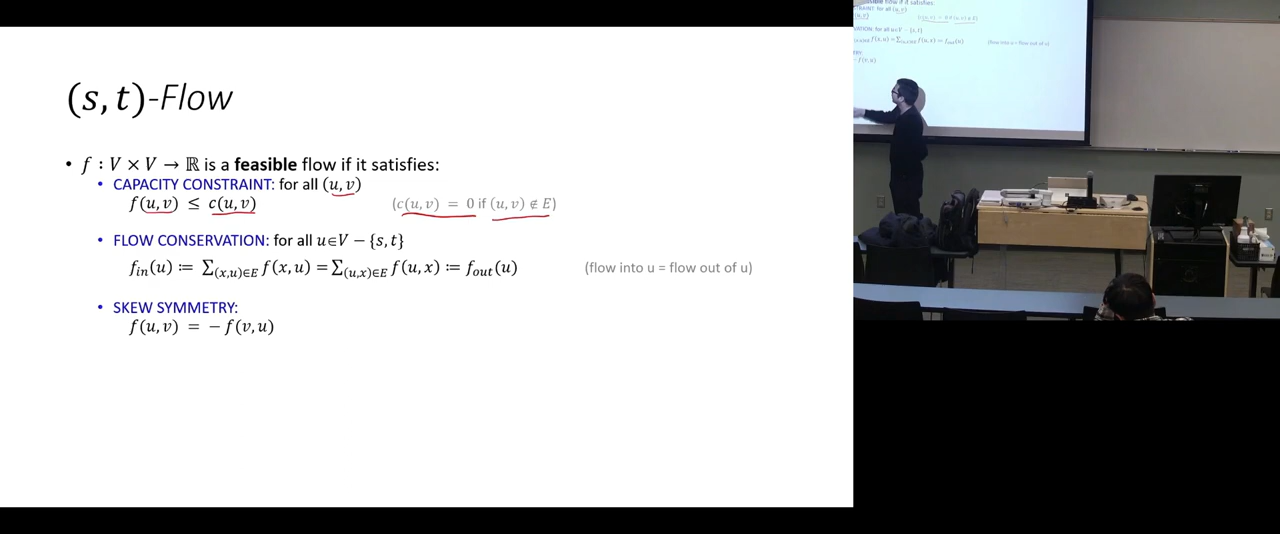 (s, t)-Flow
• f : V × V → ℝ is a feasible flow if it satisfies:
• CAPACITY CONSTRAINT: for all (u, v)
f(u, v) ≤ c(u, v) (c(u, v) = 0 if (u, v) ∉ E)
• FLOW CONSERVATION: for all u∈V − {s, t}
f_in(u) ≔ ∑_(x,u)∈E f(x, u) = ∑_(u,x)∈E f(u, x) ≔ f_out(u) (flow into u = flow out of u)
• SKEW SYMMETRY:
f(u, v) = − f(v, u)